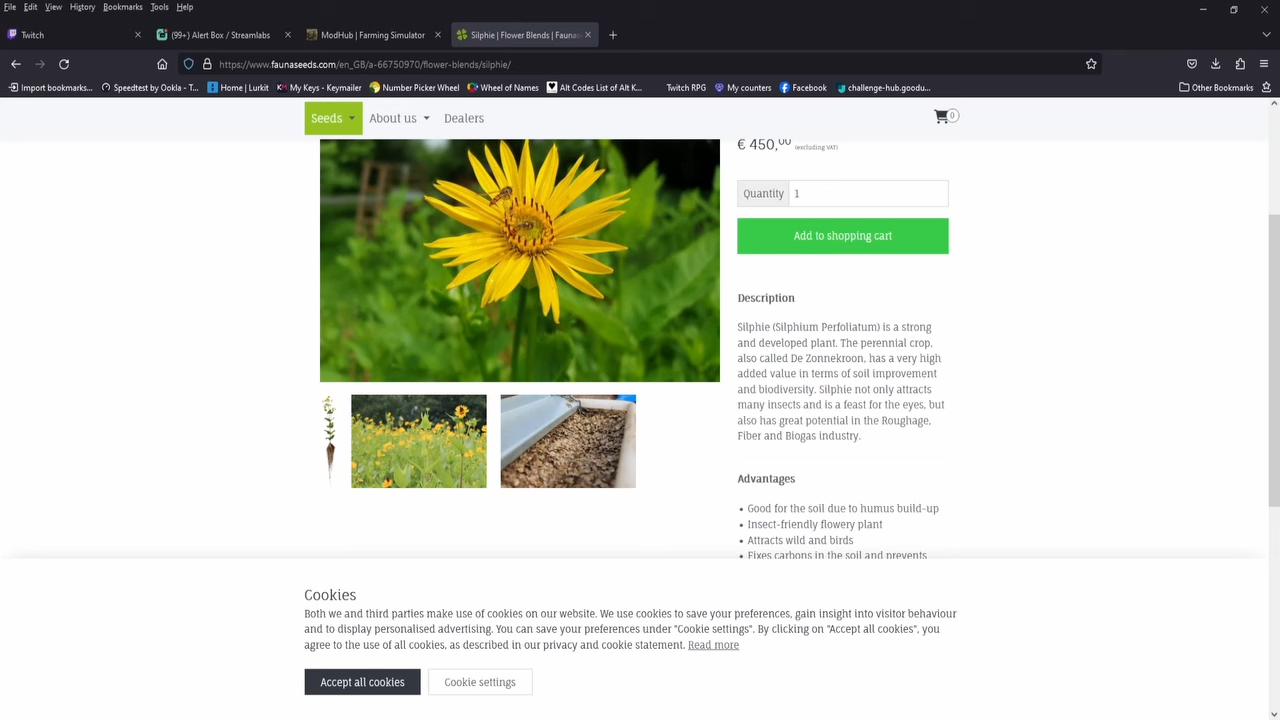 File Edit View History Bookmarks Tools Help
Twitch
(99+) Alert Box / Streamlabs
ModHub | Farming Simulator
Silphie | Flower Blends | Faunas
https://www.faunaseeds.com/en_GB/a-66750970/flower-blends/silphie/
Import bookmarks... Speedtest by Ookla - T... Home | Lurkit My Keys - Keymailer Number Picker Wheel Wheel of Names Alt Codes List of Alt K... Twitch RPG My counters Facebook challenge-hub.goodu... Other Bookmarks
Seeds About us Dealers 0
€ 450,00 (excluding VAT)
Quantity 1
Add to shopping cart
Description
Silphie (Silphium Perfoliatum) is a strong
and developed plant. The perennial crop,
also called De Zonnekroon, has a very high
added value in terms of soil improvement
and biodiversity. Silphie not only attracts
many insects and is a feast for the eyes, but
also has great potential in the Roughage,
Fiber and Biogas industry.
Advantages
• Good for the soil due to humus build-up
• Insect-friendly flowery plant
• Attracts wild and birds
• Fixes carbons in the soil and prevents
Cookies
Both we and third parties make use of cookies on our website. We use cookies to save your preferences, gain insight into visitor behaviour
and to display personalised advertising. You can save your preferences under "Cookie settings". By clicking on "Accept all cookies", you
agree to the use of all cookies, as described in our privacy and cookie statement. Read more
Accept all cookies Cookie settings